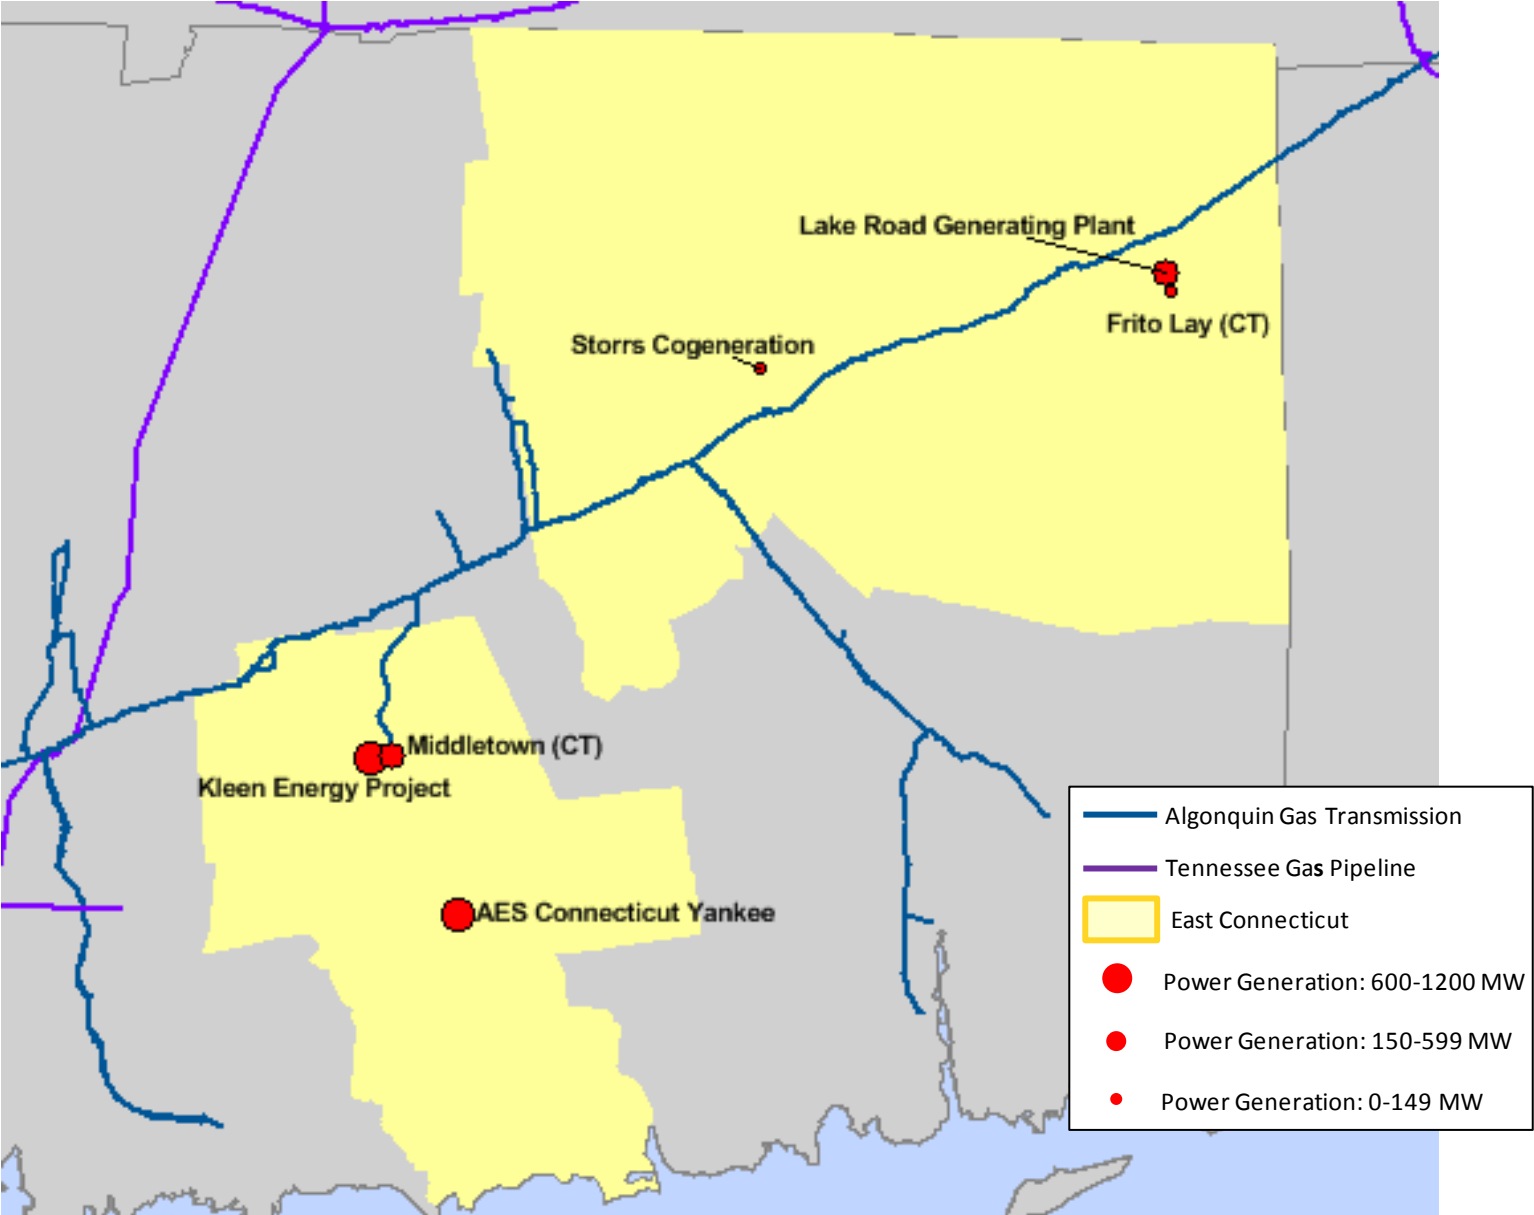 Lake Road Generating Plant
Frito Lay (CT)
Storrs Cogeneration
Middletown (CT)
Kleen Energy Project
AES Connecticut Yankee
Algonquin Gas Transmission
Tennessee Gas Pipeline
East Connecticut
Power Generation: 600-1200 MW
Power Generation: 150-599 MW
Power Generation: 0-149 MW